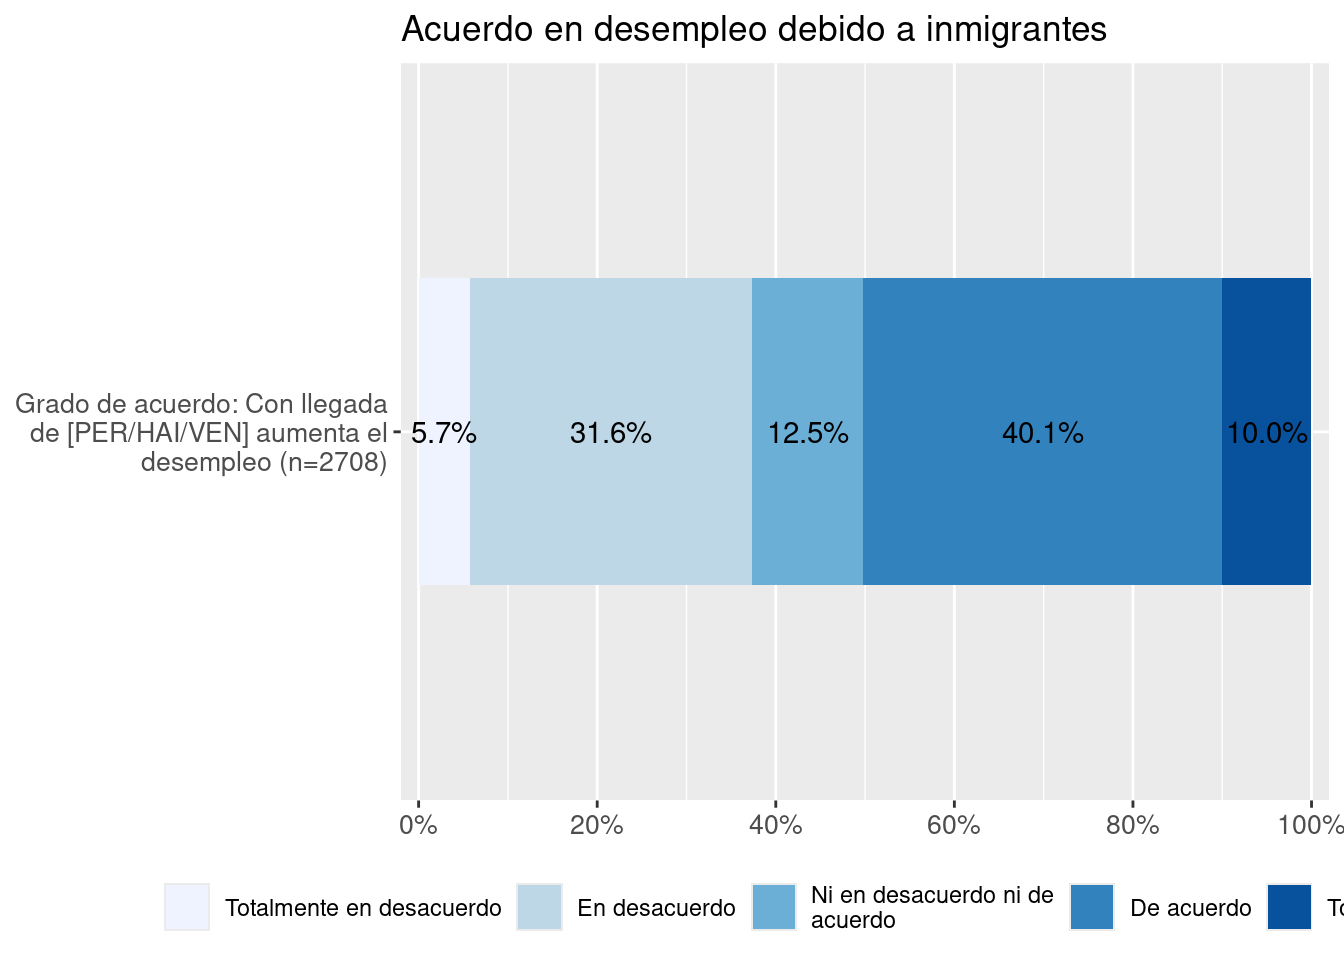 Acuerdo en desempleo debido a inmigrantes
Grado de acuerdo: Con llegada
de [PER/HAI/VEN] aumenta el
desempleo (n=2708)
5.7% 31.6% 12.5% 40.1% 10.0%
0% 20% 40% 60% 80% 100%
Totalmente en desacuerdo
En desacuerdo
Ni en desacuerdo ni de
acuerdo
De acuerdo